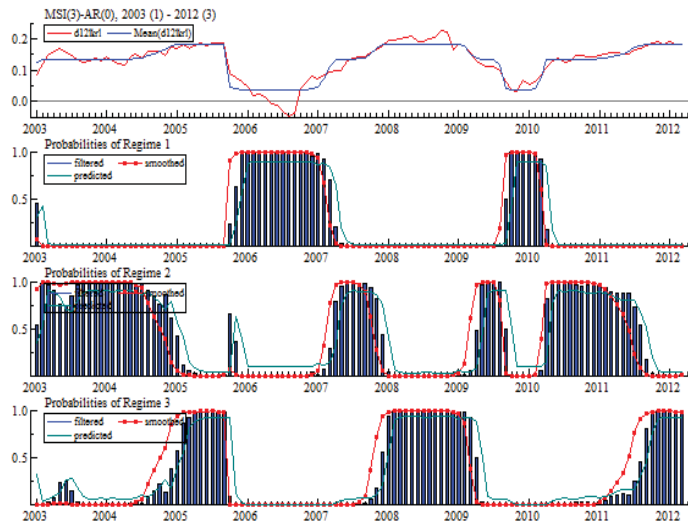 MSI(3)-AR(0), 2003 (1) - 2012 (3)
d12lkrl Mean(d12lkrl)
0.2
0.1
0.0
2003 2004 2005 2006 2007 2008 2009 2010 2011 2012
Probabilities of Regime 1
1.0
filtered smoothed
predicted
0.5
2003 2004 2005 2006 2007 2008 2009 2010 2011 2012
Probabilities of Regime 2
1.0
filtered smoothed
predicted
0.5
2003 2004 2005 2006 2007 2008 2009 2010 2011 2012
Probabilities of Regime 3
1.0
filtered smoothed
predicted
0.5
2003 2004 2005 2006 2007 2008 2009 2010 2011 2012